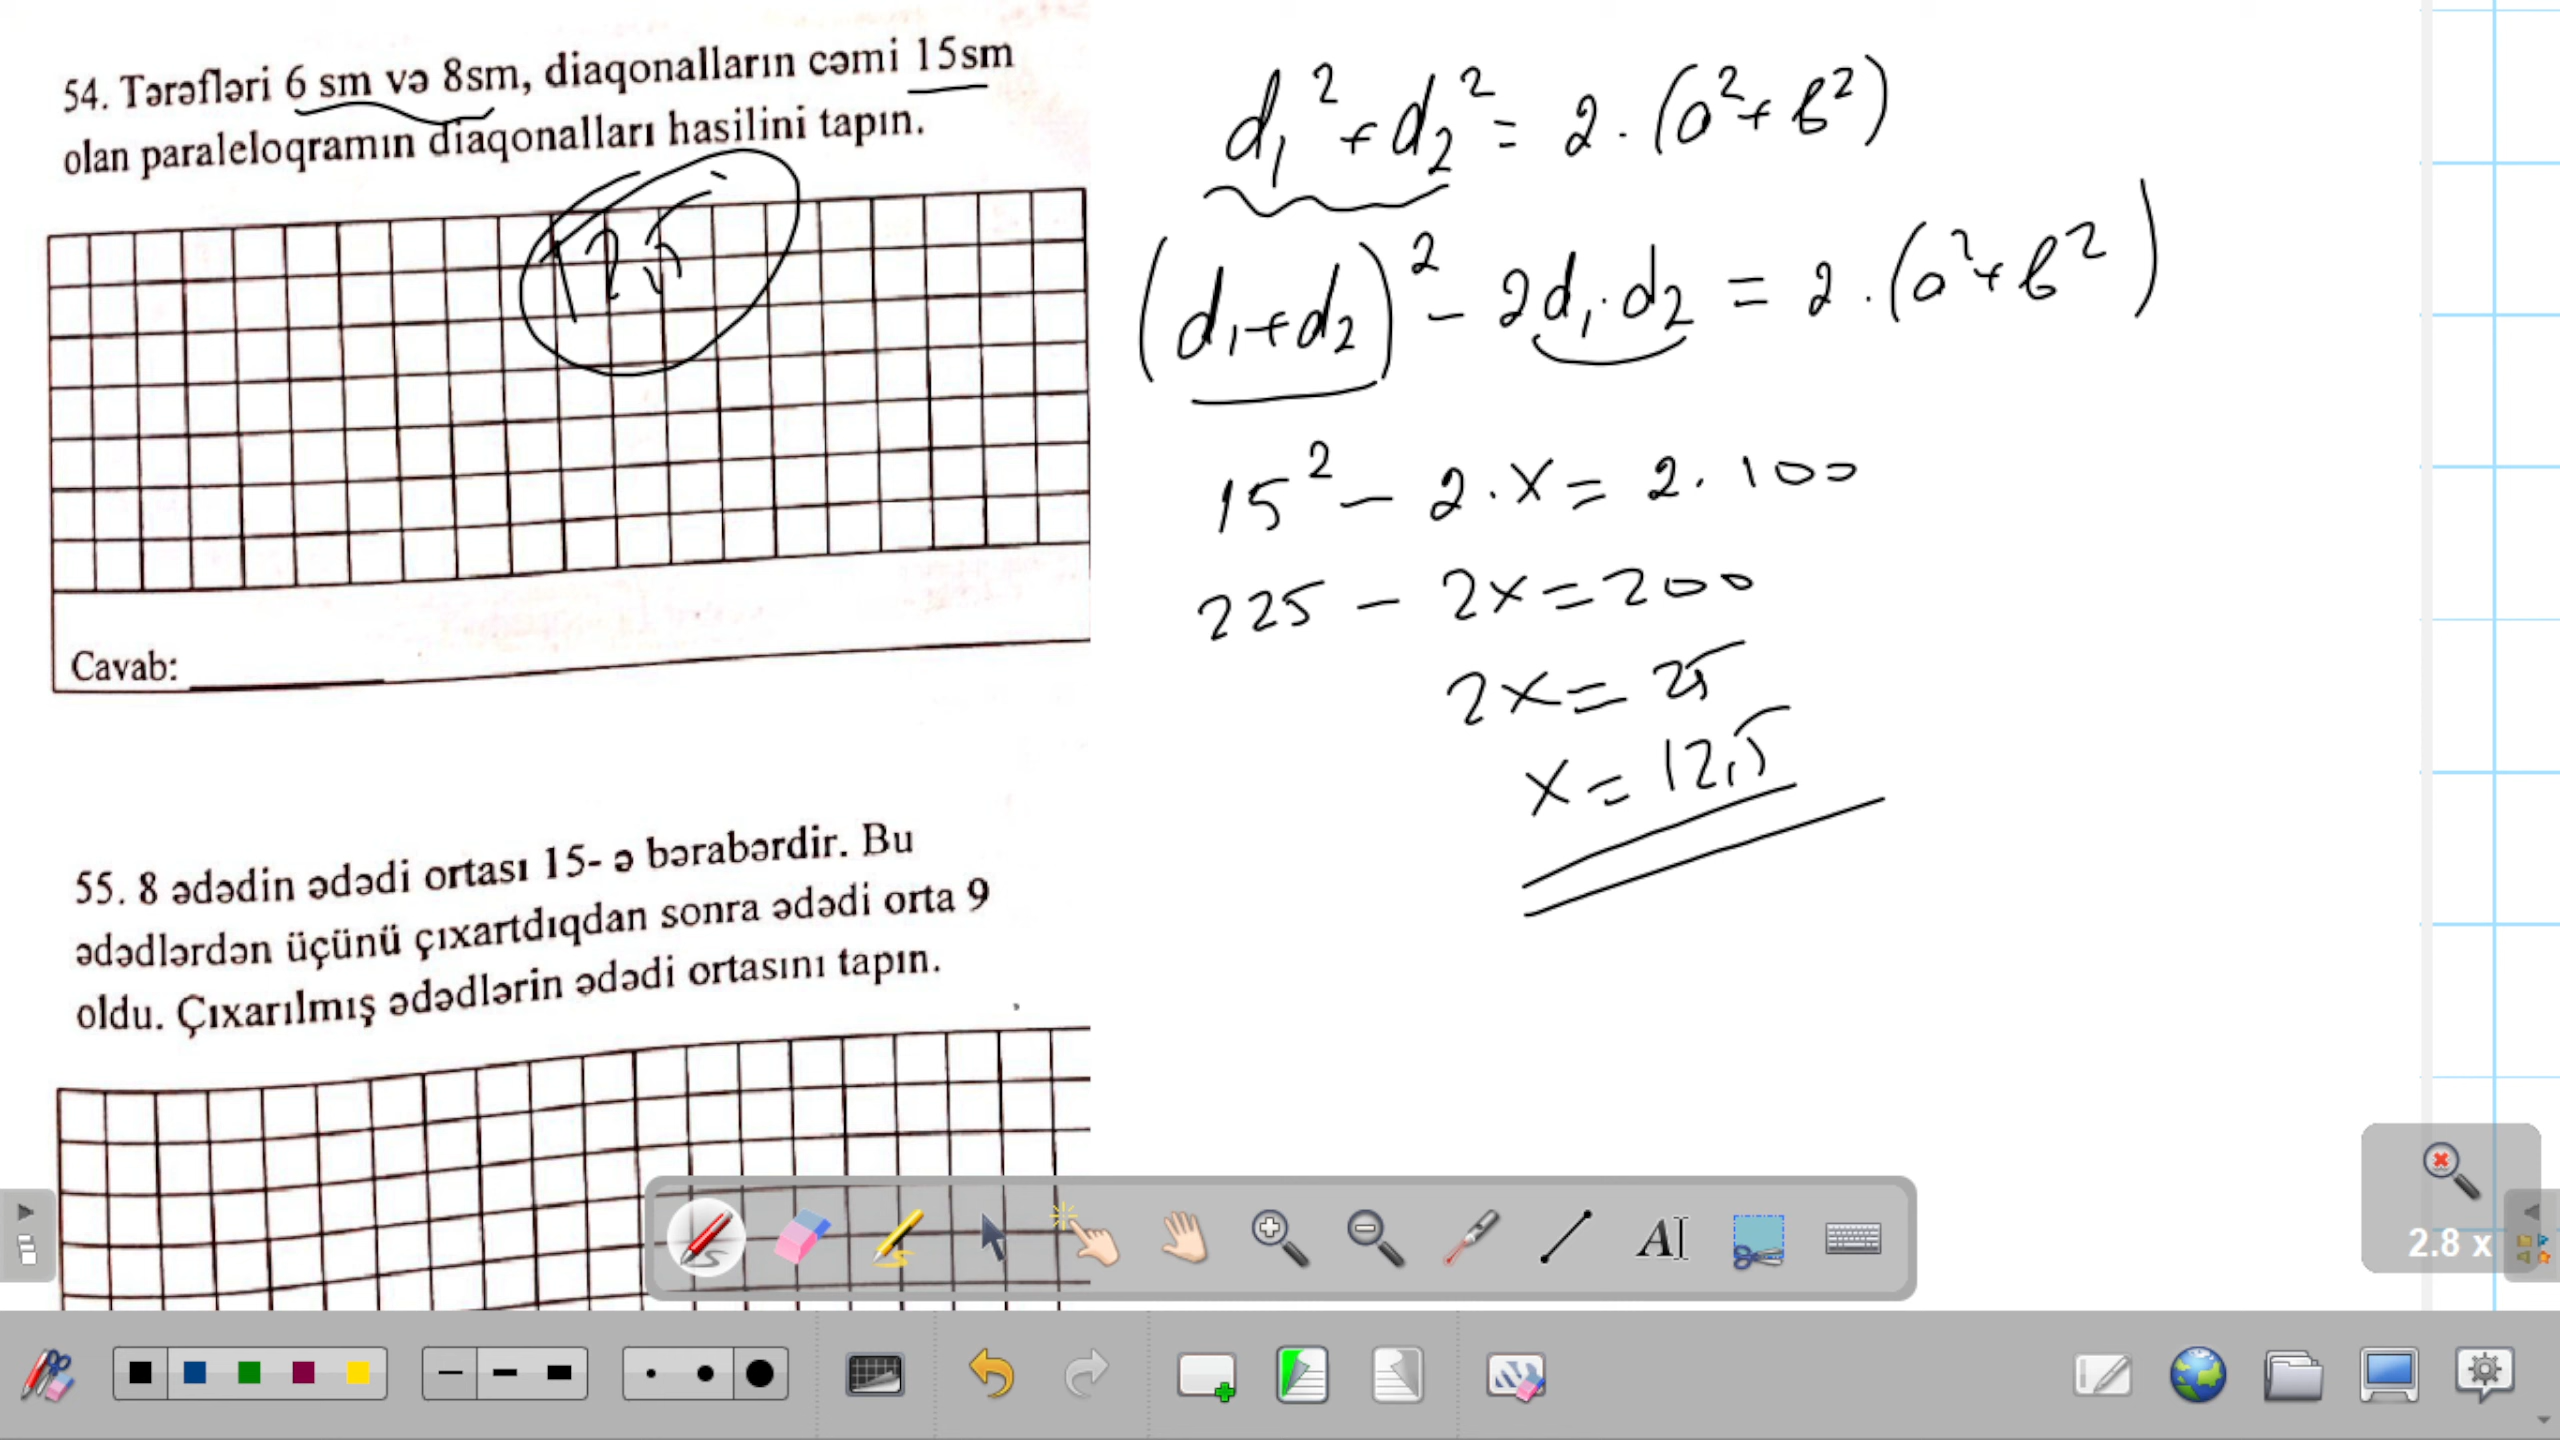 54. Tərəfləri 6 sm və 8sm, diaqonalların cəmi 15sm
olan paraleloqramın diaqonalları hasilini tapın.
12,5
Cavab:
55. 8 ədədin ədədi ortası 15- ə bərabərdir. Bu
ədədlərdən üçünü çıxartdıqdan sonra ədədi orta 9
oldu. Çıxarılmış ədədlərin ədədi ortasını tapın.
d₁² + d₂² = 2 · (a² + b²)
(d₁ + d₂)² - 2d₁ · d₂ = 2 · (a² + b²)
15² - 2 · x = 2 · 100
225 - 2x = 200
2x = 25
x = 12,5
2.8 x